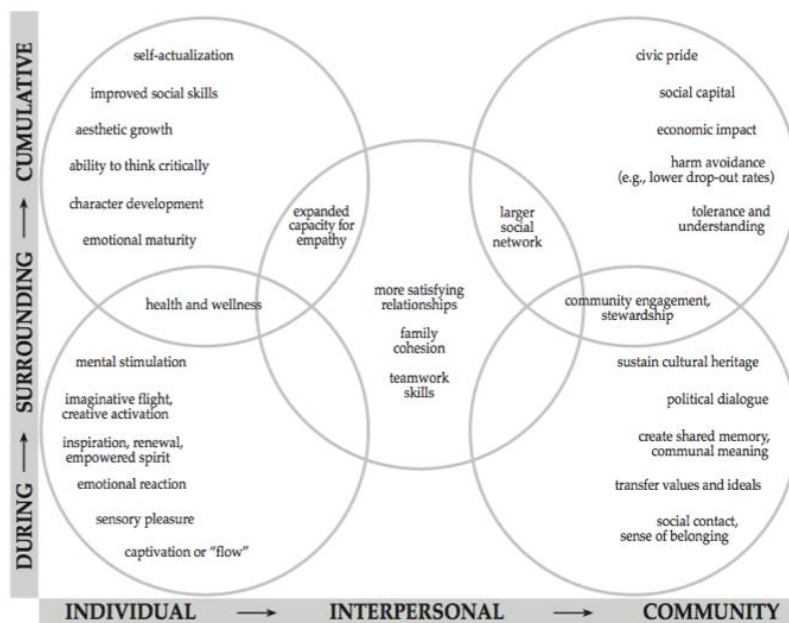 self-actualization
improved social skills
aesthetic growth
ability to think critically
character development
emotional maturity
civic pride
social capital
economic impact
harm avoidance
(e.g., lower drop-out rates)
tolerance and
understanding
expanded
capacity for
empathy
larger
social
network
health and wellness
more satisfying
relationships
family
cohesion
teamwork
skills
community engagement,
stewardship
mental stimulation
imaginative flight,
creative activation
inspiration, renewal,
empowered spirit
emotional reaction
sensory pleasure
captivation or “flow”
sustain cultural heritage
political dialogue
create shared memory,
communal meaning
transfer values and ideals
social contact,
sense of belonging
DURING → SURROUNDING → CUMULATIVE
INDIVIDUAL → INTERPERSONAL → COMMUNITY